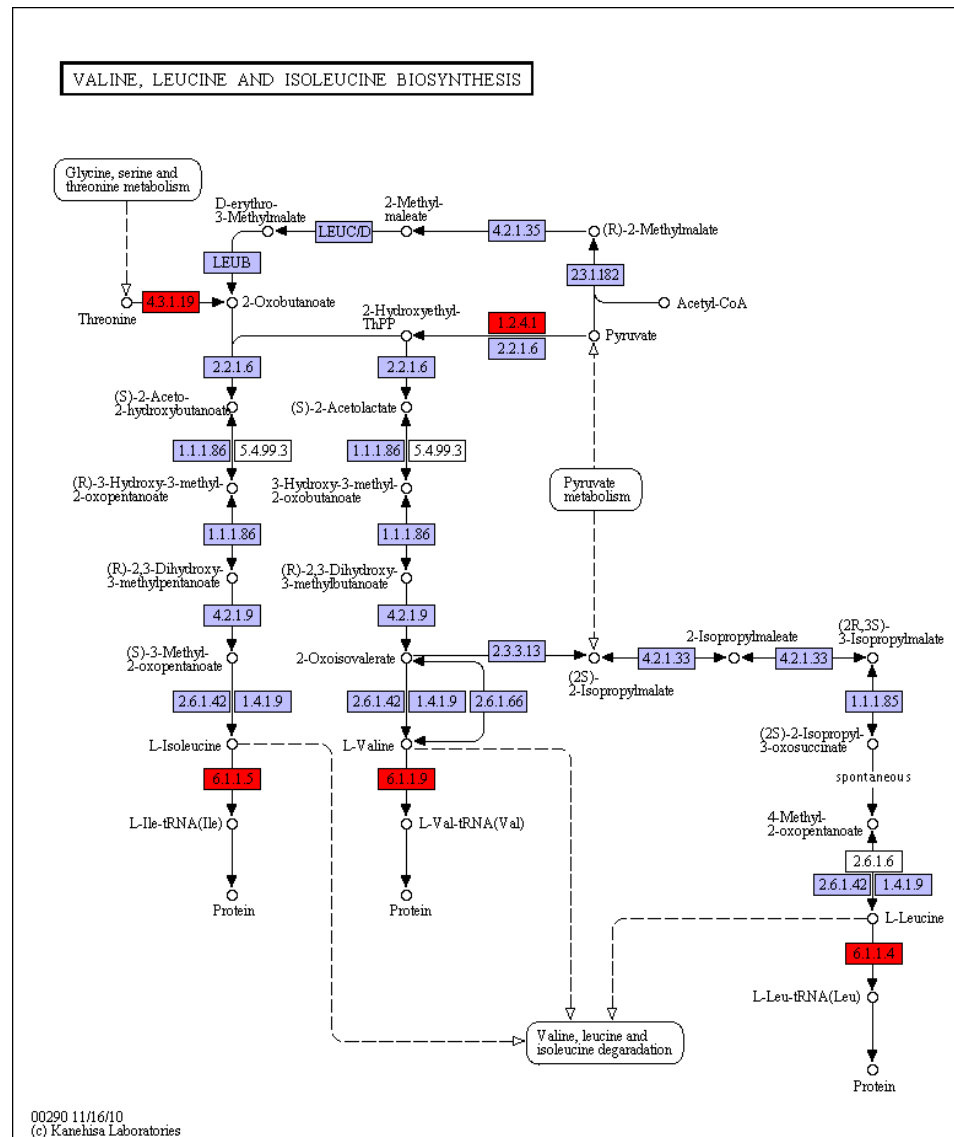 VALINE, LEUCINE AND ISOLEUCINE BIOSYNTHESIS
Glycine, serine and
threonine metabolism
D-erythro-
3-Methylmalate
2-Methyl-
maleate
LEUC/D
4.2.1.35
(R)-2-Methylmalate
LEUB
2.3.1.182
4.3.1.19
Threonine
2-Oxobutanoate
Acetyl-CoA
2-Hydroxyethyl-
ThPP
1.2.4.1
2.2.1.6
Pyruvate
2.2.1.6
2.2.1.6
(S)-2-Aceto-
2-hydroxybutanoate
(S)-2-Acetolactate
1.1.1.86
5.4.99.3
1.1.1.86
5.4.99.3
(R)-3-Hydroxy-3-methyl-
2-oxopentanoate
3-Hydroxy-3-methyl-
2-oxobutanoate
Pyruvate
metabolism
1.1.1.86
1.1.1.86
(R)-2,3-Dihydroxy-
3-methylpentanoate
(R)-2,3-Dihydroxy-
3-methylbutanoate
4.2.1.9
4.2.1.9
(S)-3-Methyl-
2-oxopentanoate
2-Oxoisovalerate
2.3.3.13
(2S)-
2-Isopropylmalate
4.2.1.33
2-Isopropylmaleate
4.2.1.33
(2R,3S)-
3-Isopropylmalate
2.6.1.42
1.4.1.9
2.6.1.42
1.4.1.9
2.6.1.66
1.1.1.85
L-Isoleucine
L-Valine
(2S)-2-Isopropyl-
3-oxosuccinate
6.1.1.5
6.1.1.9
spontaneous
L-Ile-tRNA(Ile)
L-Val-tRNA(Val)
4-Methyl-
2-oxopentanoate
2.6.1.6
2.6.1.42
1.4.1.9
Protein
Protein
L-Leucine
6.1.1.4
L-Leu-tRNA(Leu)
Valine, leucine and
isoleucine degaradation
Protein
00290 11/16/10
(c) Kanehisa Laboratories